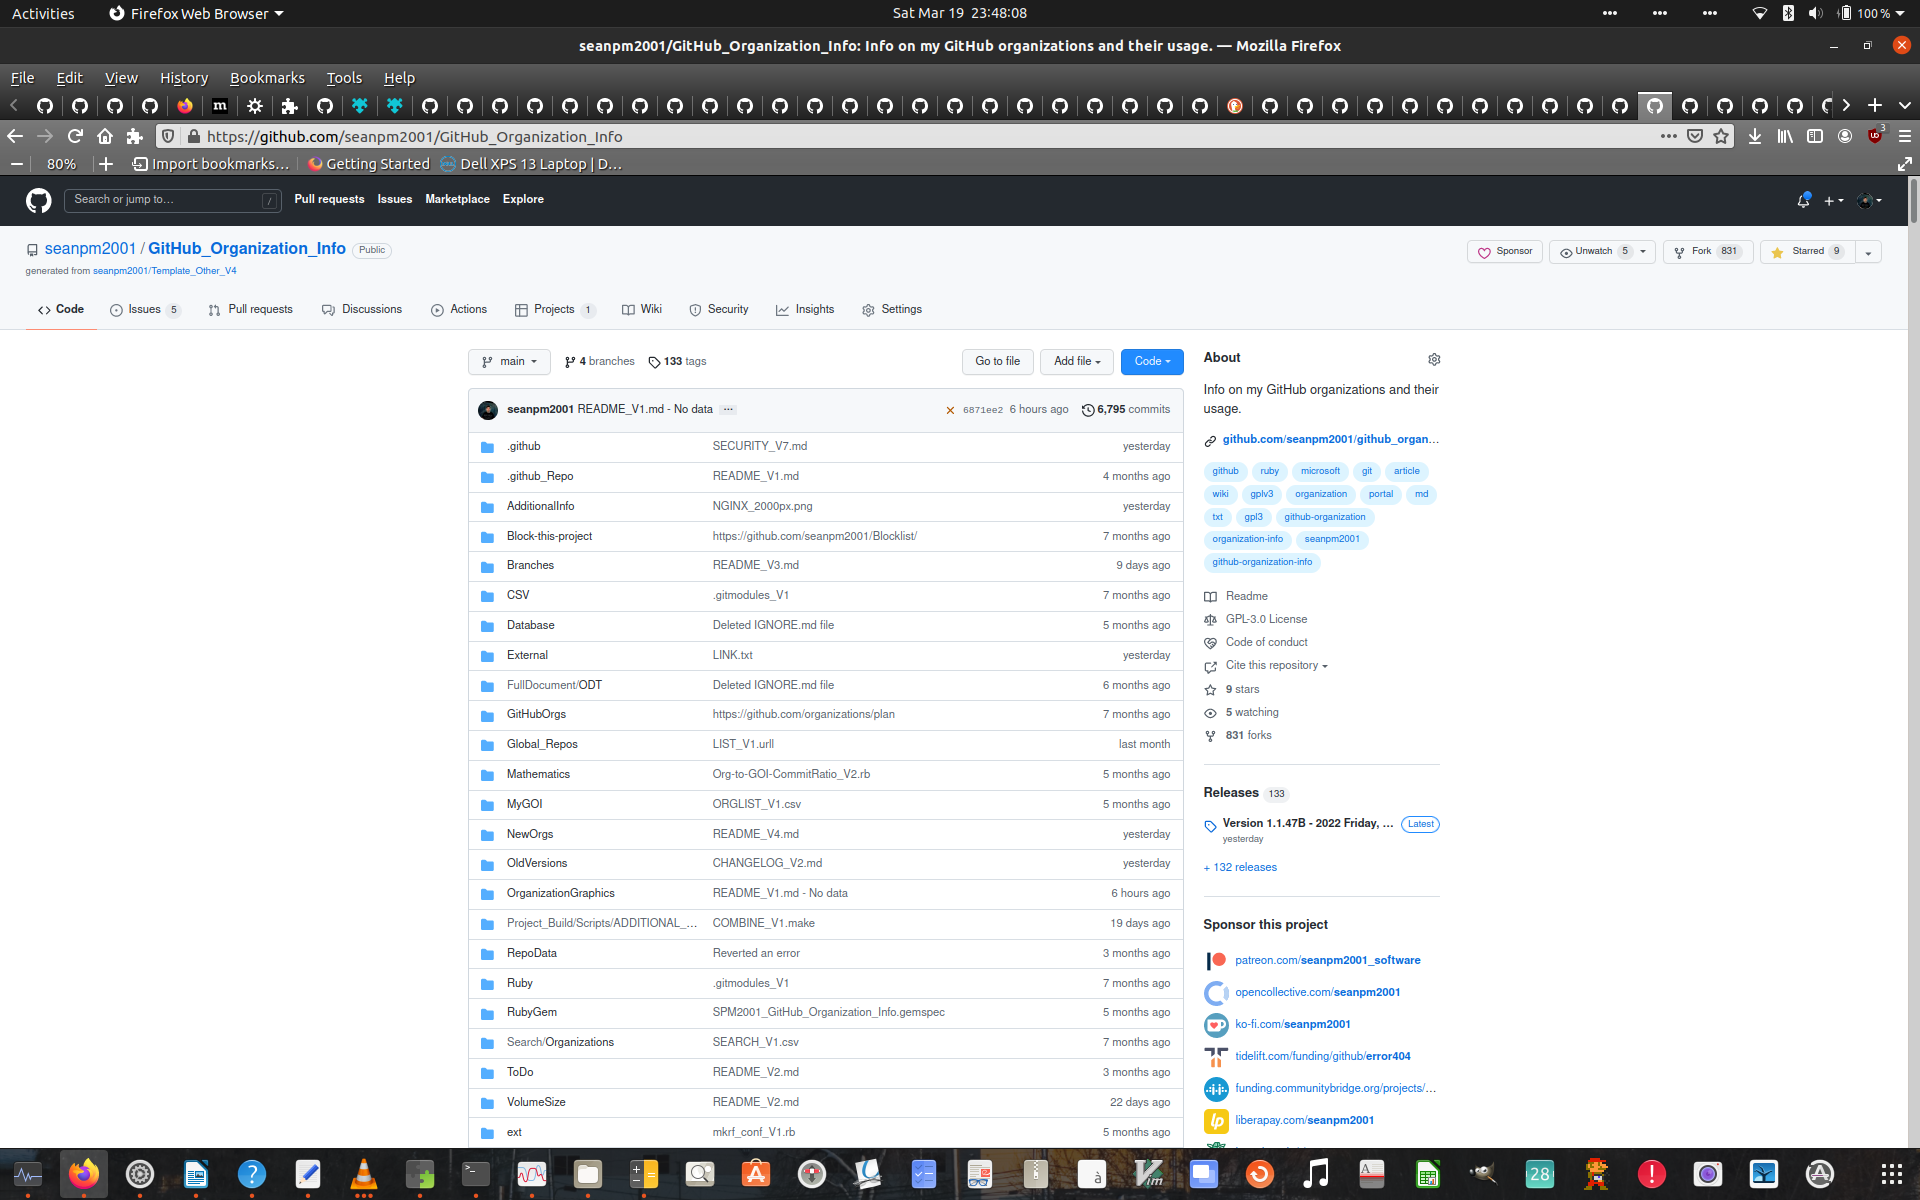 Activities Firefox Web Browser Sat Mar 19 23:48:08 100 %
seanpm2001/GitHub_Organization_Info: Info on my GitHub organizations and their usage. — Mozilla Firefox
File Edit View History Bookmarks Tools Help
https://github.com/seanpm2001/GitHub_Organization_Info 3
80% Import bookmarks… Getting Started Dell XPS 13 Laptop | D…
Search or jump to… / Pull requests Issues Marketplace Explore
seanpm2001 / GitHub_Organization_Info Public Sponsor Unwatch 5 Fork 831 Starred 9
generated from seanpm2001/Template_Other_V4
Code Issues 5 Pull requests Discussions Actions Projects 1 Wiki Security Insights Settings
main 4 branches 133 tags Go to file Add file Code
seanpm2001 README_V1.md - No data ... 6871ee2 6 hours ago 6,795 commits
.github SECURITY_V7.md yesterday
.github_Repo README_V1.md 4 months ago
AdditionalInfo NGINX_2000px.png yesterday
Block-this-project https://github.com/seanpm2001/Blocklist/ 7 months ago
Branches README_V3.md 9 days ago
CSV .gitmodules_V1 7 months ago
Database Deleted IGNORE.md file 5 months ago
External LINK.txt yesterday
FullDocument/ODT Deleted IGNORE.md file 6 months ago
GitHubOrgs https://github.com/organizations/plan 7 months ago
Global_Repos LIST_V1.urll last month
Mathematics Org-to-GOI-CommitRatio_V2.rb 5 months ago
MyGOI ORGLIST_V1.csv 5 months ago
NewOrgs README_V4.md yesterday
OldVersions CHANGELOG_V2.md yesterday
OrganizationGraphics README_V1.md - No data 6 hours ago
Project_Build/Scripts/ADDITIONAL_… COMBINE_V1.make 19 days ago
RepoData Reverted an error 3 months ago
Ruby .gitmodules_V1 7 months ago
RubyGem SPM2001_GitHub_Organization_Info.gemspec 5 months ago
Search/Organizations SEARCH_V1.csv 7 months ago
ToDo README_V2.md 3 months ago
VolumeSize README_V2.md 22 days ago
ext mkrf_conf_V1.rb 5 months ago
About
Info on my GitHub organizations and their
usage.
github.com/seanpm2001/github_organ…
github ruby microsoft git article
wiki gplv3 organization portal md
txt gpl3 github-organization
organization-info seanpm2001
github-organization-info
Readme
GPL-3.0 License
Code of conduct
Cite this repository
9 stars
5 watching
831 forks
Releases 133
Version 1.1.47B - 2022 Friday, … Latest
yesterday
+ 132 releases
Sponsor this project
patreon.com/seanpm2001_software
opencollective.com/seanpm2001
ko-fi.com/seanpm2001
tidelift.com/funding/github/error404
funding.communitybridge.org/projects/…
lp liberapay.com/seanpm2001
28